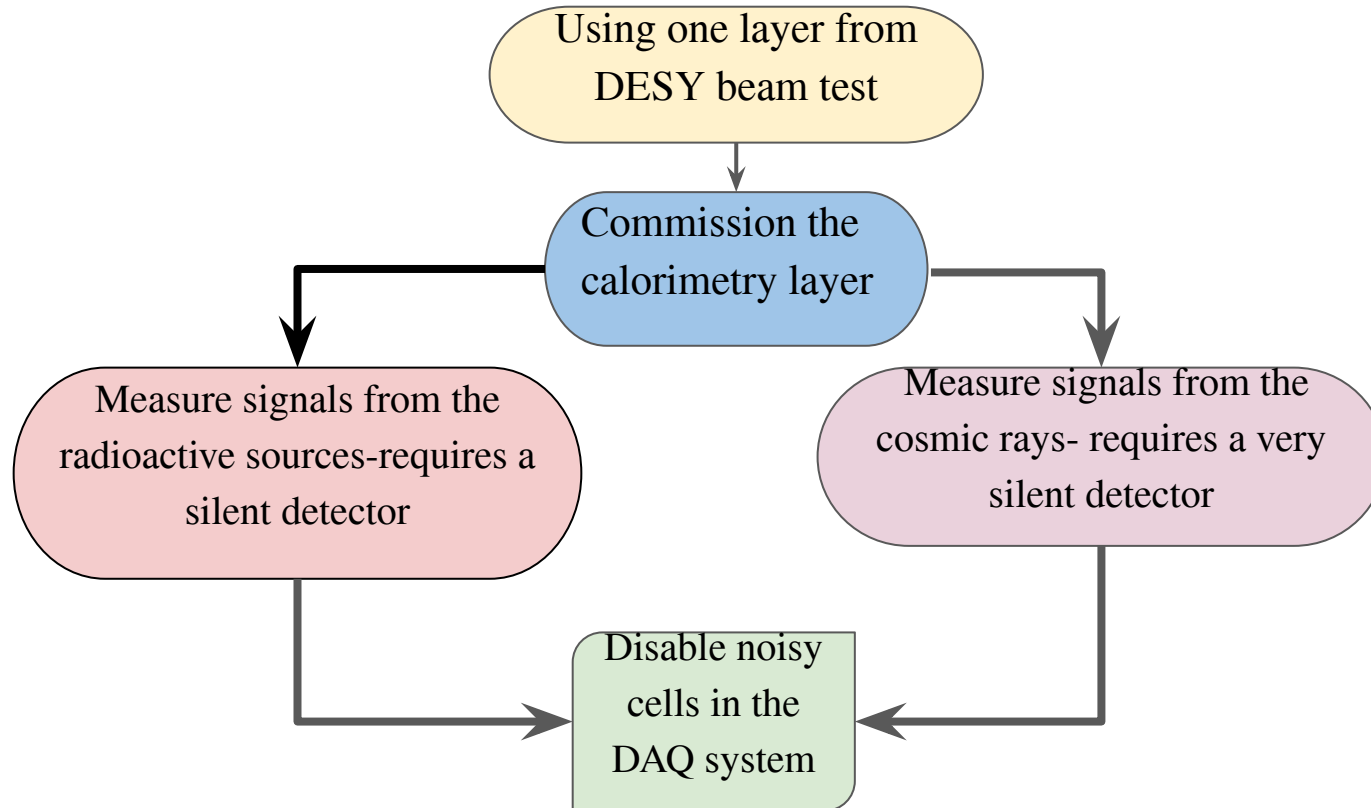 Using one layer from
DESY beam test
Commission the
calorimetry layer
Measure signals from the
radioactive sources-requires a
silent detector
Measure signals from the
cosmic rays- requires a very
silent detector
Disable noisy
cells in the
DAQ system